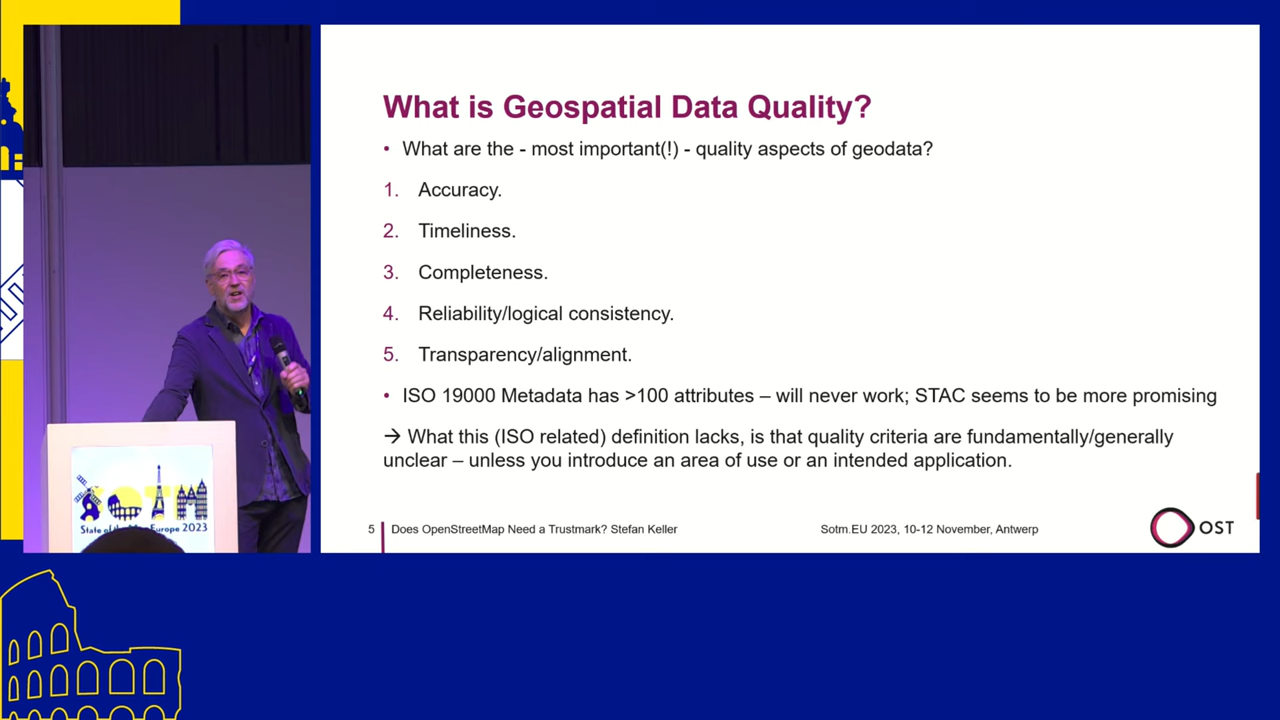 What is Geospatial Data Quality?
• What are the - most important(!) - quality aspects of geodata?
1. Accuracy.
2. Timeliness.
3. Completeness.
4. Reliability/logical consistency.
5. Transparency/alignment.
• ISO 19000 Metadata has >100 attributes – will never work; STAC seems to be more promising
→ What this (ISO related) definition lacks, is that quality criteria are fundamentally/generally
unclear – unless you introduce an area of use or an intended application.
5 Does OpenStreetMap Need a Trustmark? Stefan Keller
Sotm.EU 2023, 10-12 November, Antwerp
OST
SOTM
State of the Map Europe 2023